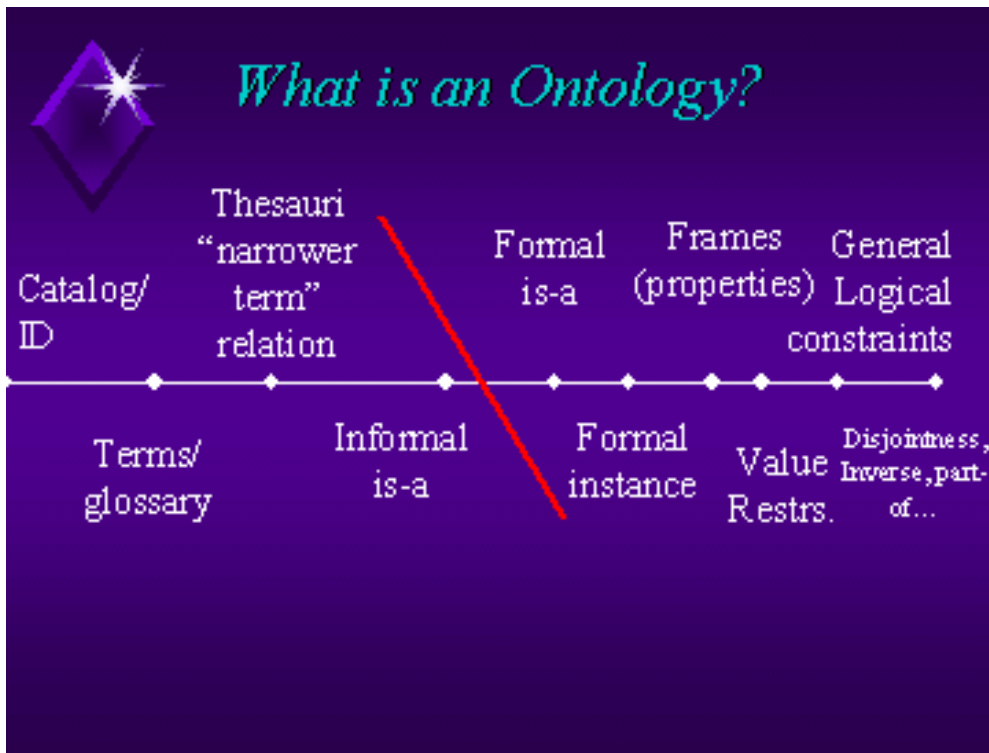 What is an Ontology?
Thesauri
“narrower
term”
relation
Catalog/
ID
Formal
is-a
Frames
(properties)
General
Logical
constraints
Terms/
glossary
Informal
is-a
Formal
instance
Value
Restrs.
Disjointness,
Inverse,part-
of...